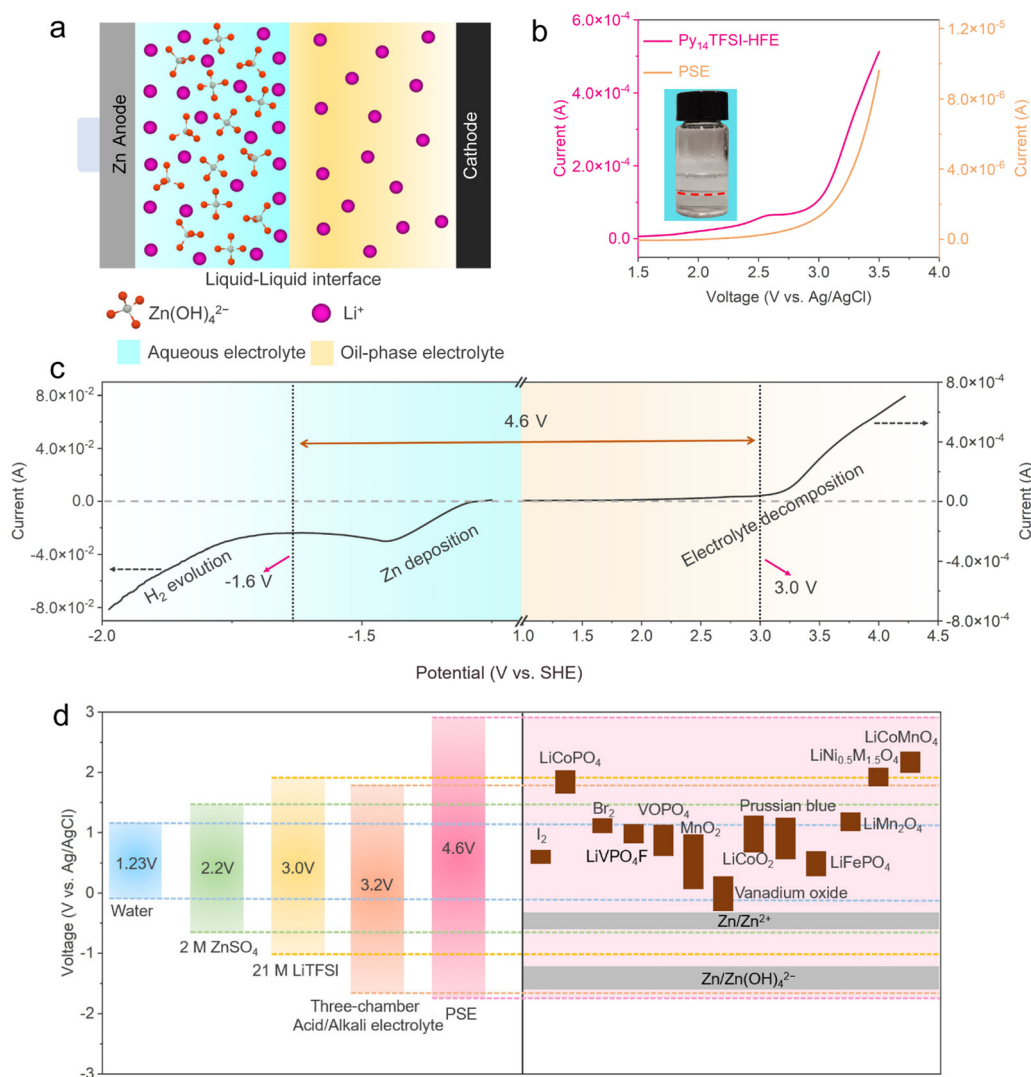 a
Zn Anode
Cathode
Liquid-Liquid interface
Zn(OH)₄²⁻
Li⁺
Aqueous electrolyte
Oil-phase electrolyte
b
6.0×10⁻⁴
4.0×10⁻⁴
2.0×10⁻⁴
0.0
Current (A)
Py₁₄TFSI-HFE
PSE
1.2×10⁻⁵
8.0×10⁻⁶
4.0×10⁻⁶
0.0
Current (A)
1.5 2.0 2.5 3.0 3.5 4.0
Voltage (V vs. Ag/AgCl)
c
8.0×10⁻²
4.0×10⁻²
0.0
-4.0×10⁻²
-8.0×10⁻²
Current (A)
4.6 V
H₂ evolution
-1.6 V
Zn deposition
Electrolyte decomposition
3.0 V
8.0×10⁻⁴
4.0×10⁻⁴
0.0
-4.0×10⁻⁴
-8.0×10⁻⁴
Current (A)
-2.0 -1.5 1.0 1.5 2.0 2.5 3.0 3.5 4.0 4.5
Potential (V vs. SHE)
d
3
2
1
0
-1
-2
-3
Voltage (V vs. Ag/AgCl)
1.23V
Water
2.2V
2 M ZnSO₄
3.0V
21 M LiTFSI
3.2V
Three-chamber
Acid/Alkali electrolyte
4.6V
PSE
LiCoMnO₄
LiNi₀.₅M₁.₅O₄
LiCoPO₄
Br₂
VOPO₄
Prussian blue
I₂
LiVPO₄F
MnO₂
LiMn₂O₄
LiCoO₂
LiFePO₄
Vanadium oxide
Zn/Zn²⁺
Zn/Zn(OH)₄²⁻